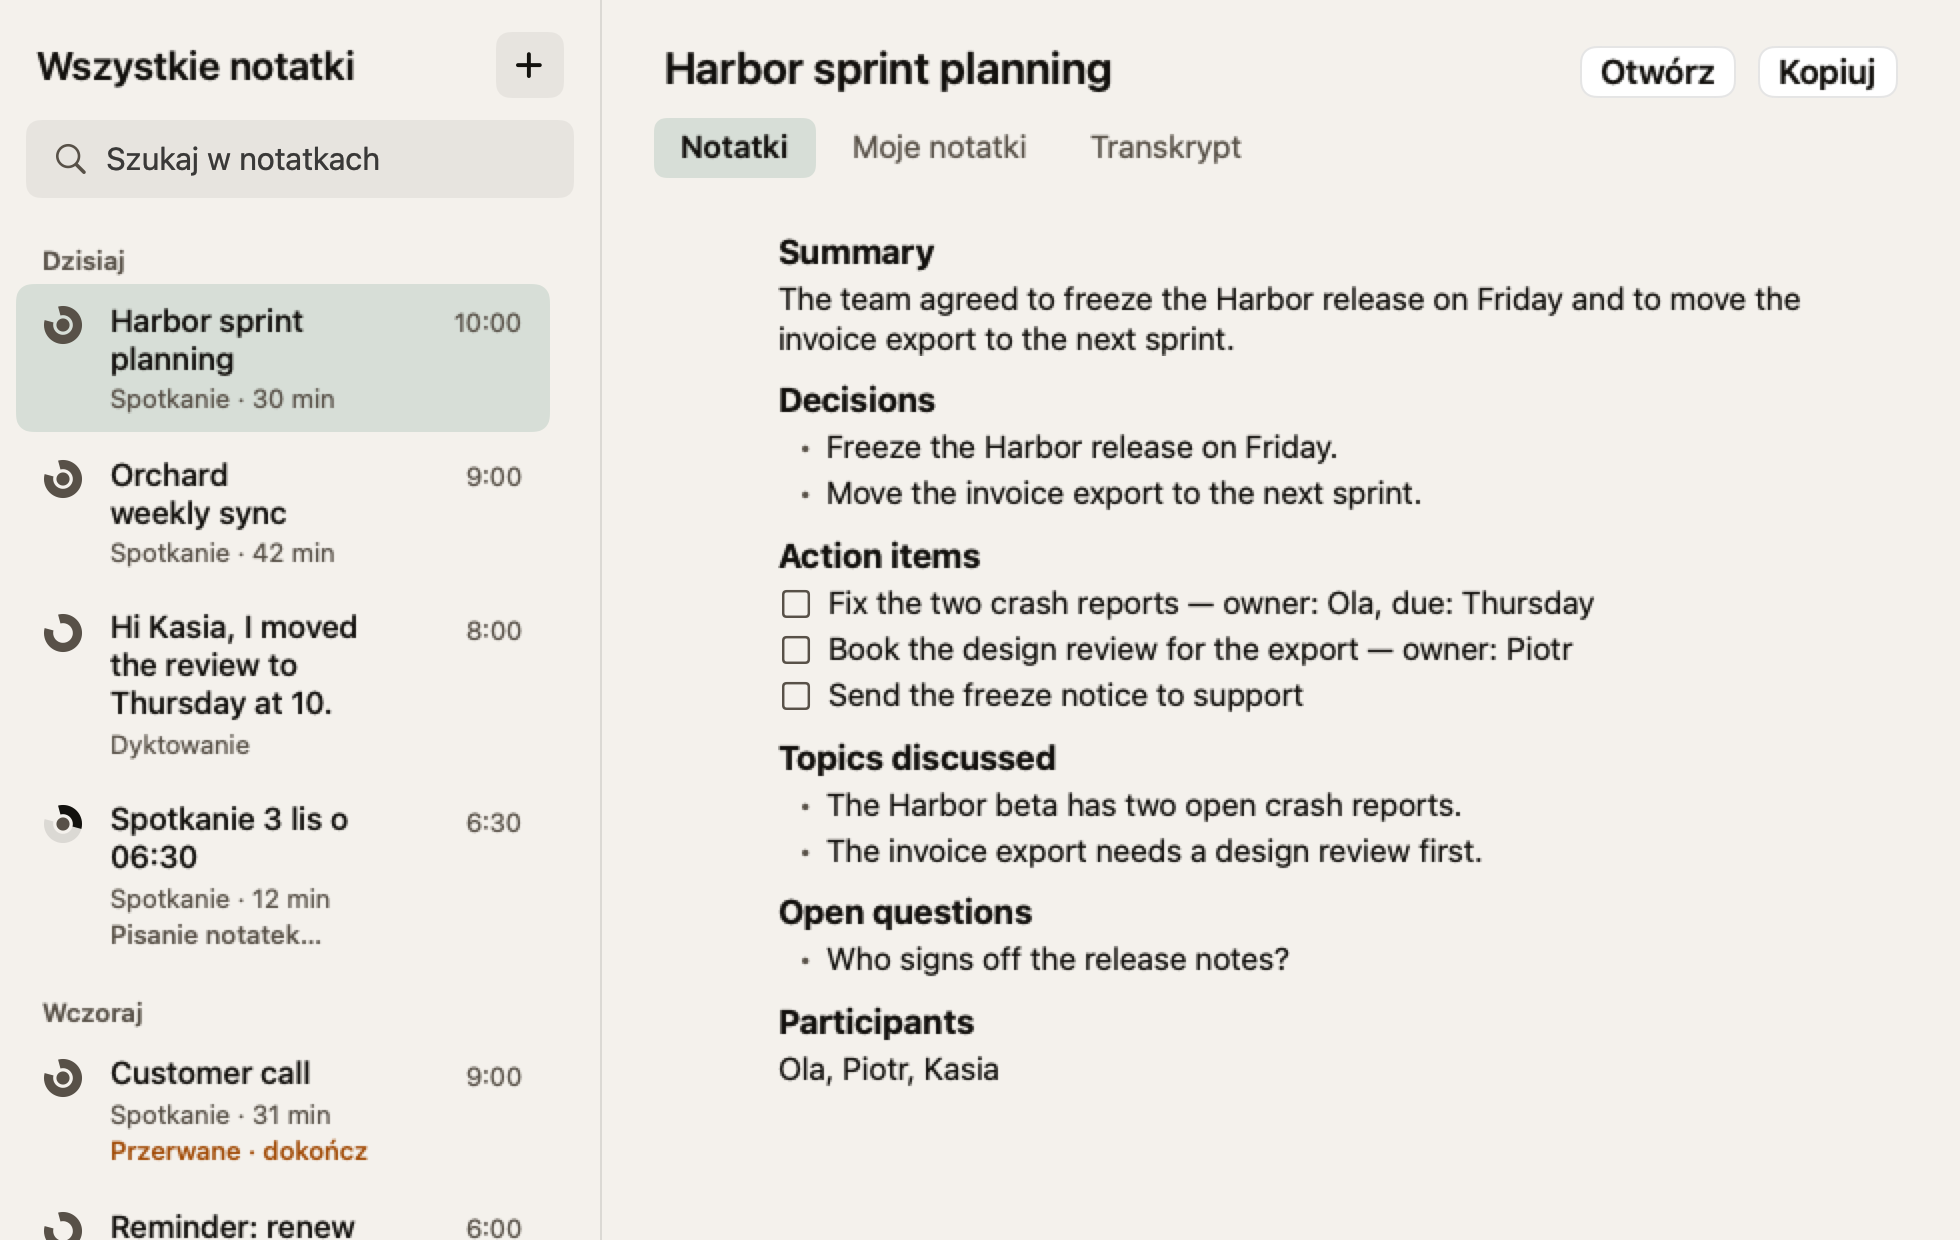 Wszystkie notatki
Szukaj w notatkach
Dzisiaj
Harbor sprint
planning
10:00
Spotkanie · 30 min
Orchard
weekly sync
9:00
Spotkanie · 42 min
Hi Kasia, I moved
the review to
Thursday at 10.
8:00
Dyktowanie
Spotkanie 3 lis o
06:30
6:30
Spotkanie · 12 min
Pisanie notatek...
Wczoraj
Customer call
9:00
Spotkanie · 31 min
Przerwane · dokończ
Reminder: renew
6:00
Harbor sprint planning
Otwórz
Kopiuj
Notatki
Moje notatki
Transkrypt
Summary
The team agreed to freeze the Harbor release on Friday and to move the
invoice export to the next sprint.
Decisions
• Freeze the Harbor release on Friday.
• Move the invoice export to the next sprint.
Action items
Fix the two crash reports — owner: Ola, due: Thursday
Book the design review for the export — owner: Piotr
Send the freeze notice to support
Topics discussed
• The Harbor beta has two open crash reports.
• The invoice export needs a design review first.
Open questions
• Who signs off the release notes?
Participants
Ola, Piotr, Kasia